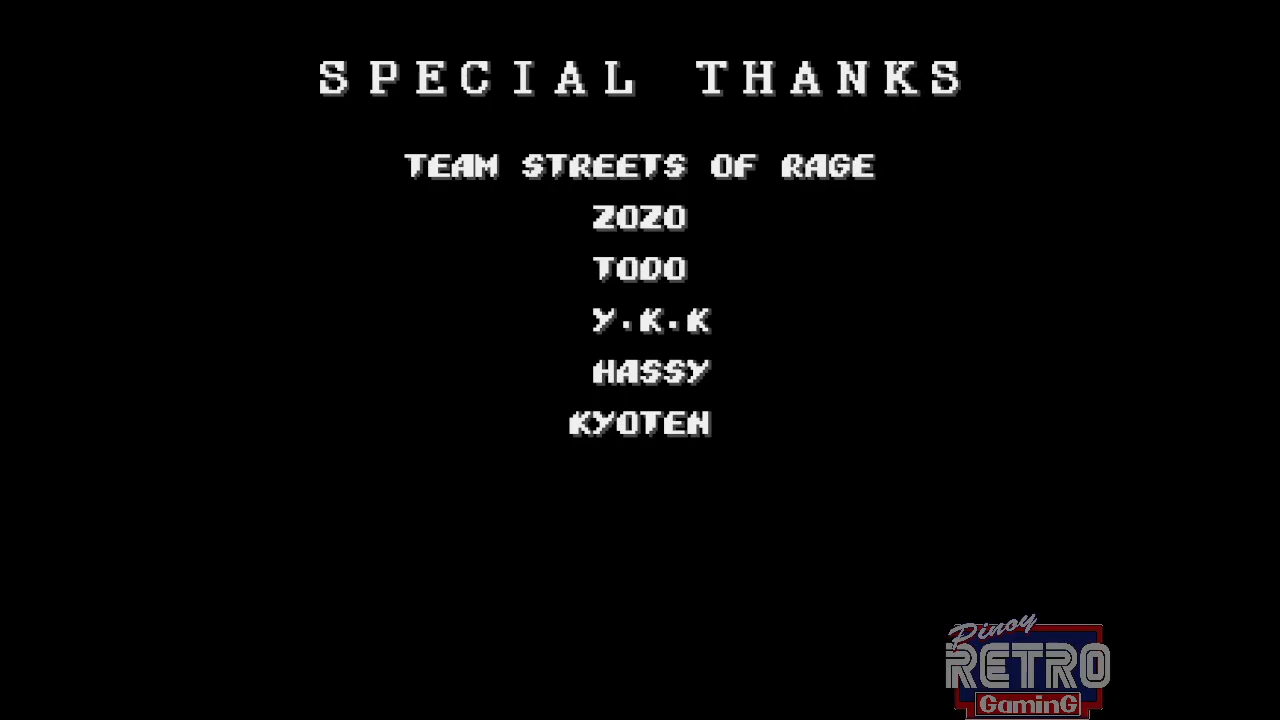 SPECIAL THANKS
TEAM STREETS OF RAGE
ZOZO
TODO
Y.K.K
HASSY
KYOTEN
Pinoy
RETRO
GaminG